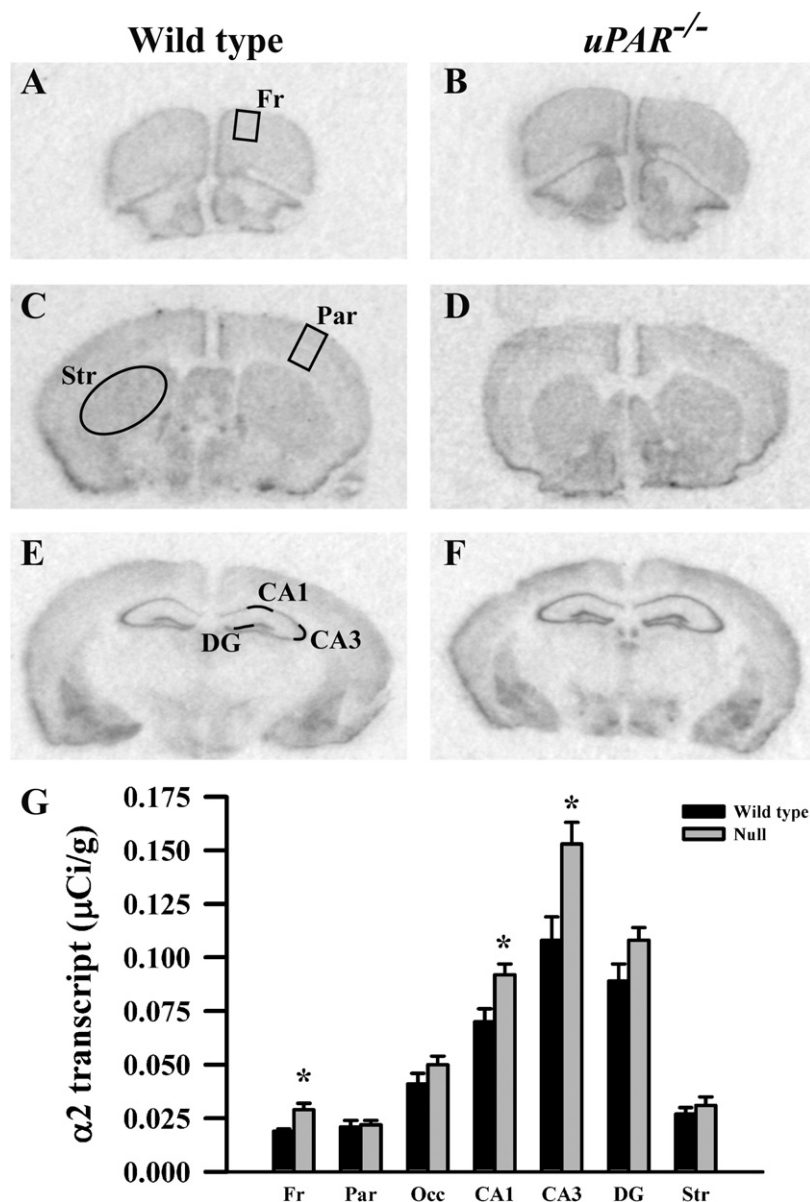 Wild type
uPAR-/-
A
Fr
B
C
Par
Str
D
E
CA1
DG
CA3
F
G
α2 transcript (μCi/g)
0.175
0.150
0.125
0.100
0.075
0.050
0.025
0.000
*
*
*
Wild type
Null
Fr Par Occ CA1 CA3 DG Str